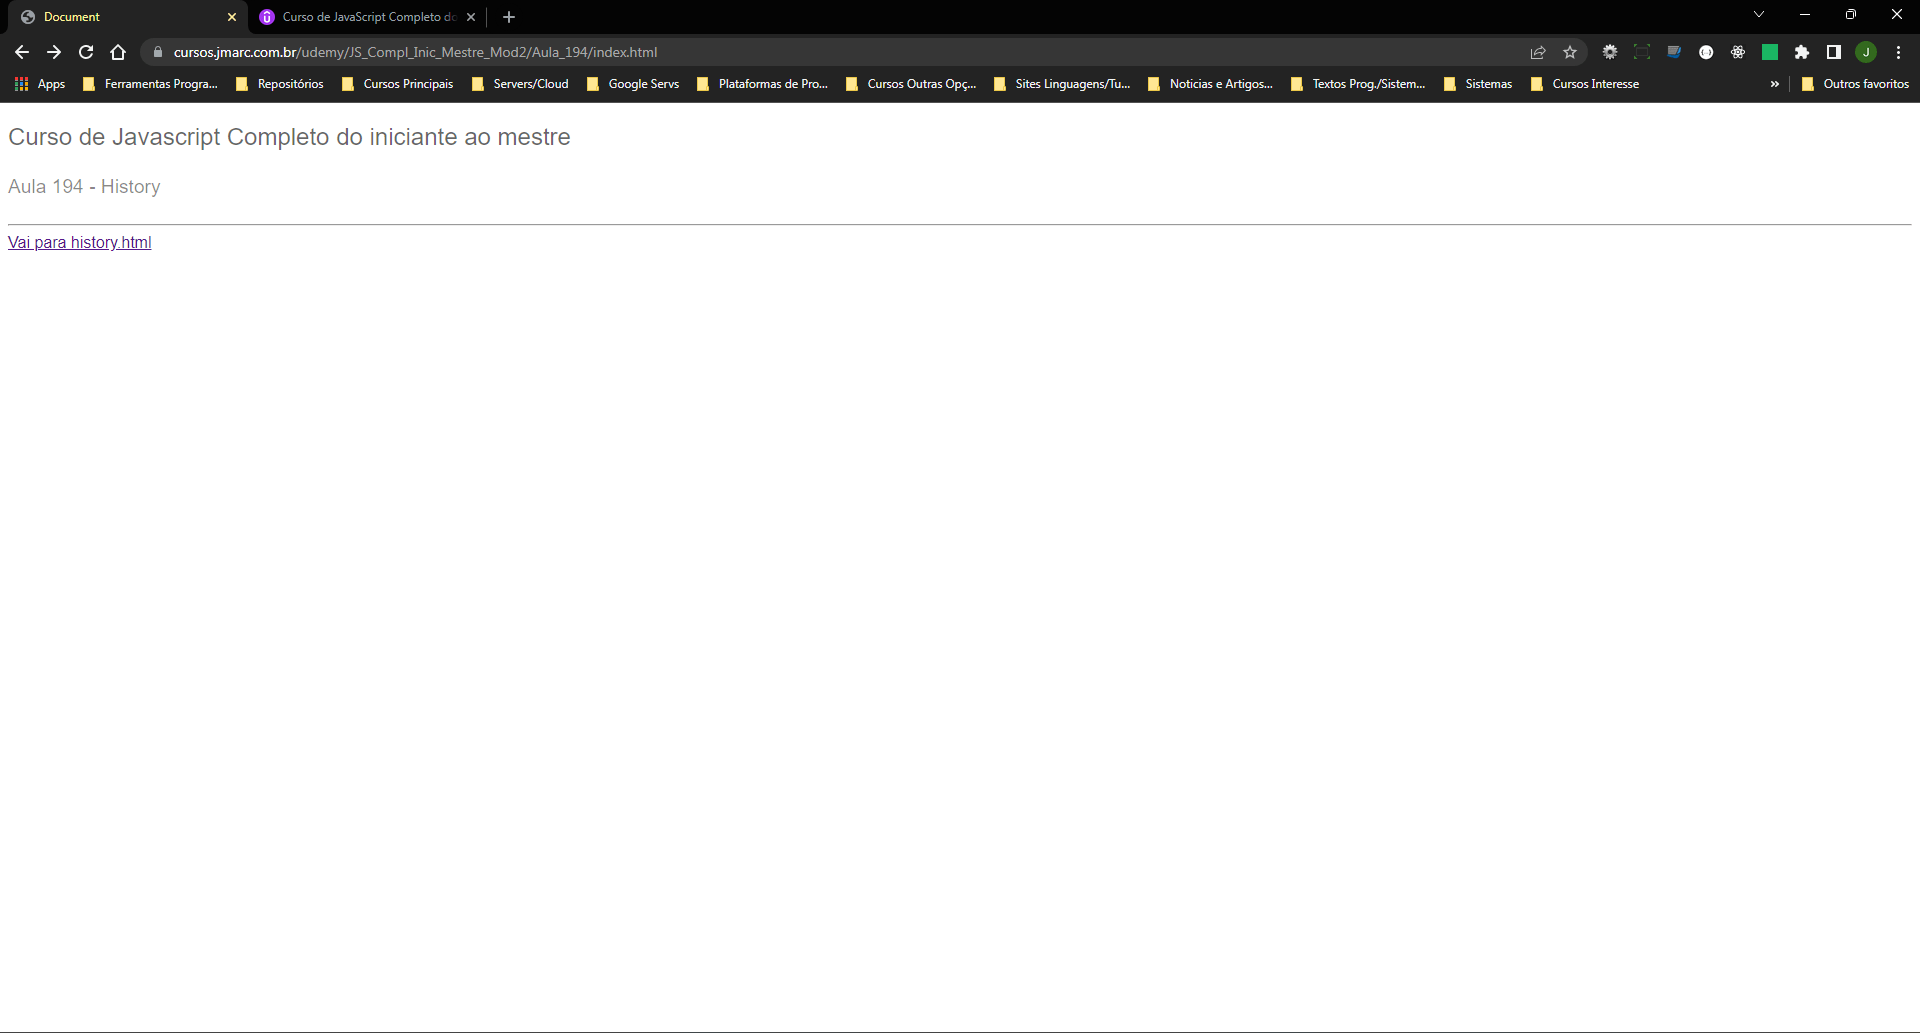 Document
Curso de JavaScript Completo do
cursos.jmarc.com.br/udemy/JS_Compl_Inic_Mestre_Mod2/Aula_194/index.html
J
Apps Ferramentas Progra... Repositórios Cursos Principais Servers/Cloud Google Servs Plataformas de Pro... Cursos Outras Opç... Sites Linguagens/Tu... Noticias e Artigos... Textos Prog./Sistem... Sistemas Cursos Interesse » Outros favoritos
Curso de Javascript Completo do iniciante ao mestre
Aula 194 - History
Vai para history.html